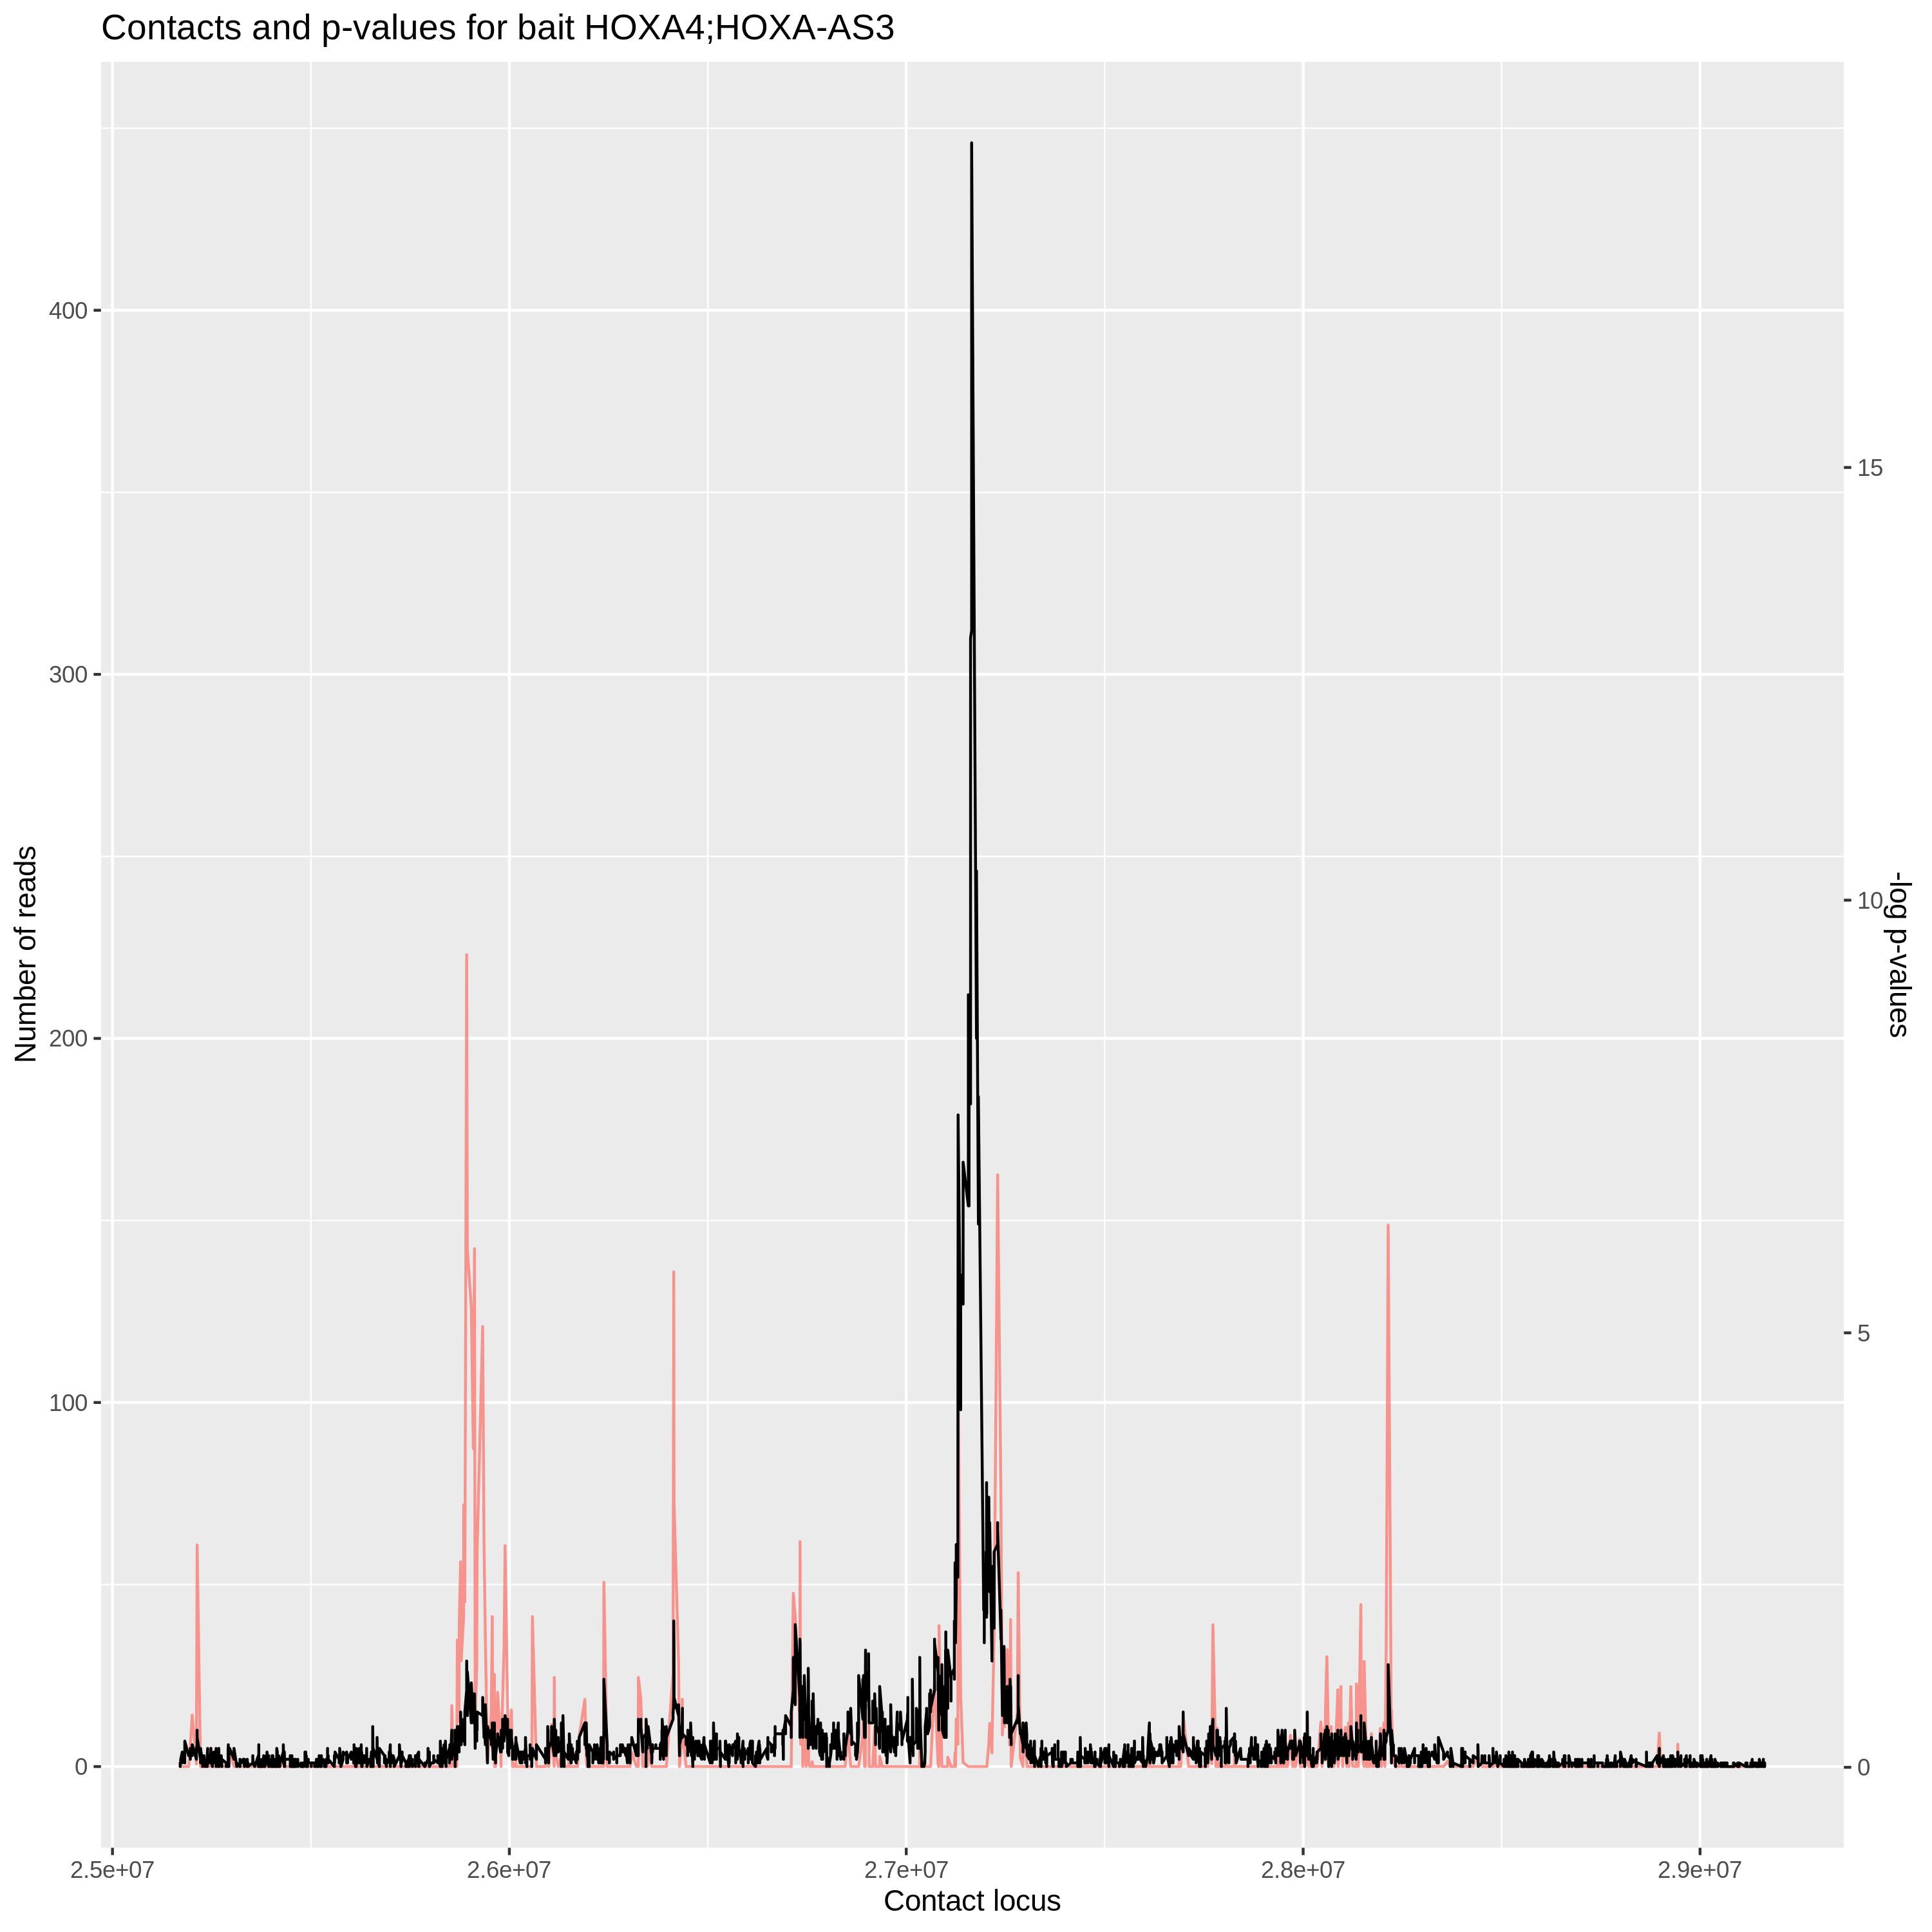 Contacts and p-values for bait HOXA4;HOXA-AS3
400
300
200
100
0
Number of reads
15
10
5
0
-log p-values
2.5e+07 2.6e+07 2.7e+07 2.8e+07 2.9e+07
Contact locus